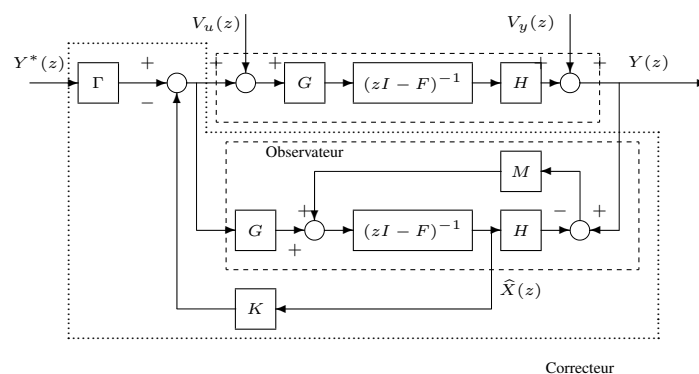 V_u(z) V_y(z)
Y*(z) + + + + + Y(z)
Γ G (zI − F)^{−1} H
−
Observateur
M
+ − +
G (zI − F)^{−1} H
+
X̂(z)
K
Correcteur